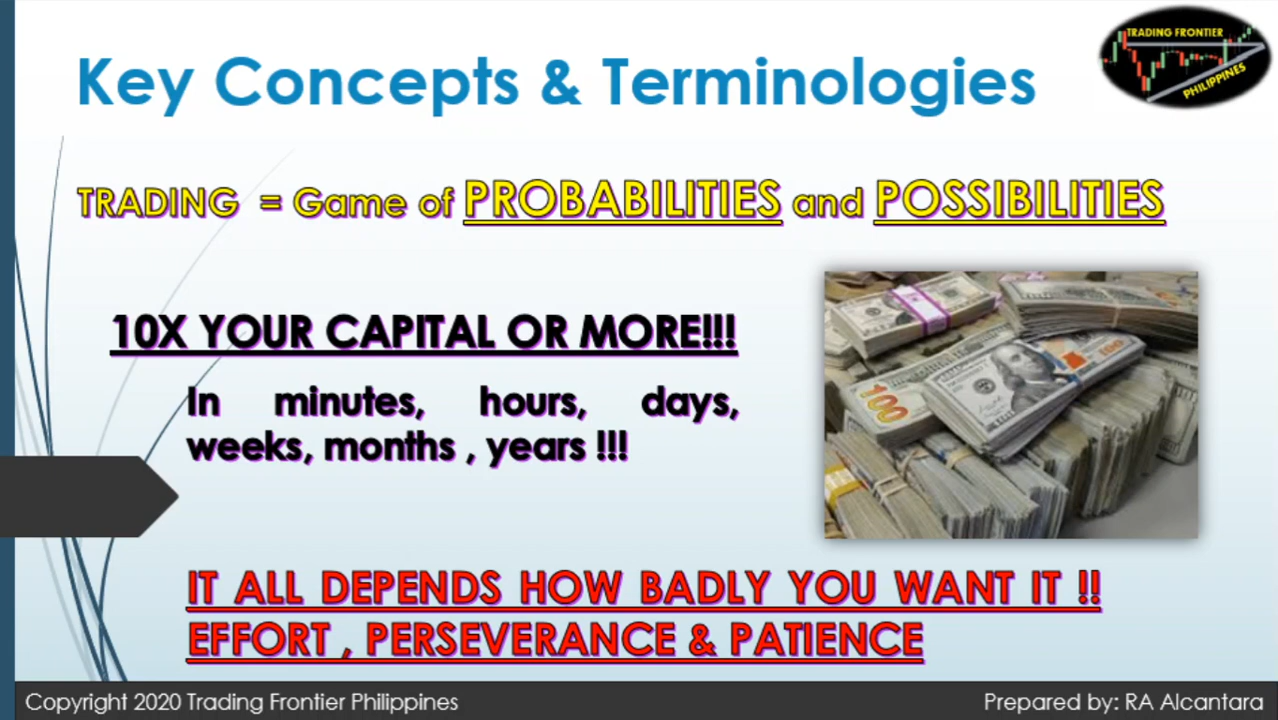 TRADING FRONTIER
PHILIPPINES
Key Concepts & Terminologies
TRADING = Game of PROBABILITIES and POSSIBILITIES
10X YOUR CAPITAL OR MORE!!!
In minutes, hours, days,
weeks, months , years !!!
100
100
IT ALL DEPENDS HOW BADLY YOU WANT IT !!
EFFORT , PERSEVERANCE & PATIENCE
Copyright 2020 Trading Frontier Philippines
Prepared by: RA Alcantara